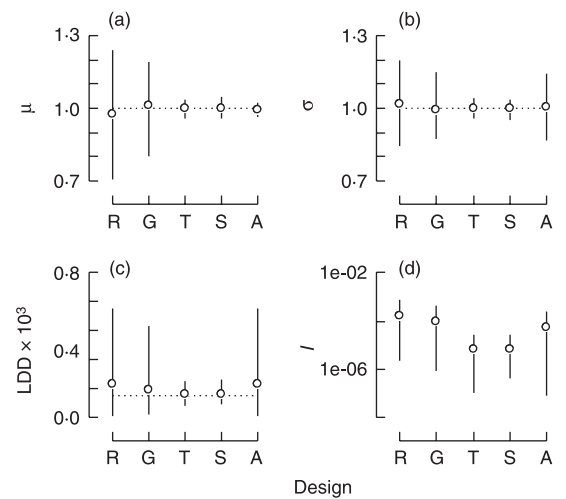 (a)
1·3
1·0
0·7
μ
R G T S A
(b)
1·3
1·0
0·7
σ
R G T S A
(c)
0·8
0·4
0·0
LDD × 10³
R G T S A
(d)
1e-02
1e-06
I
R G T S A
Design